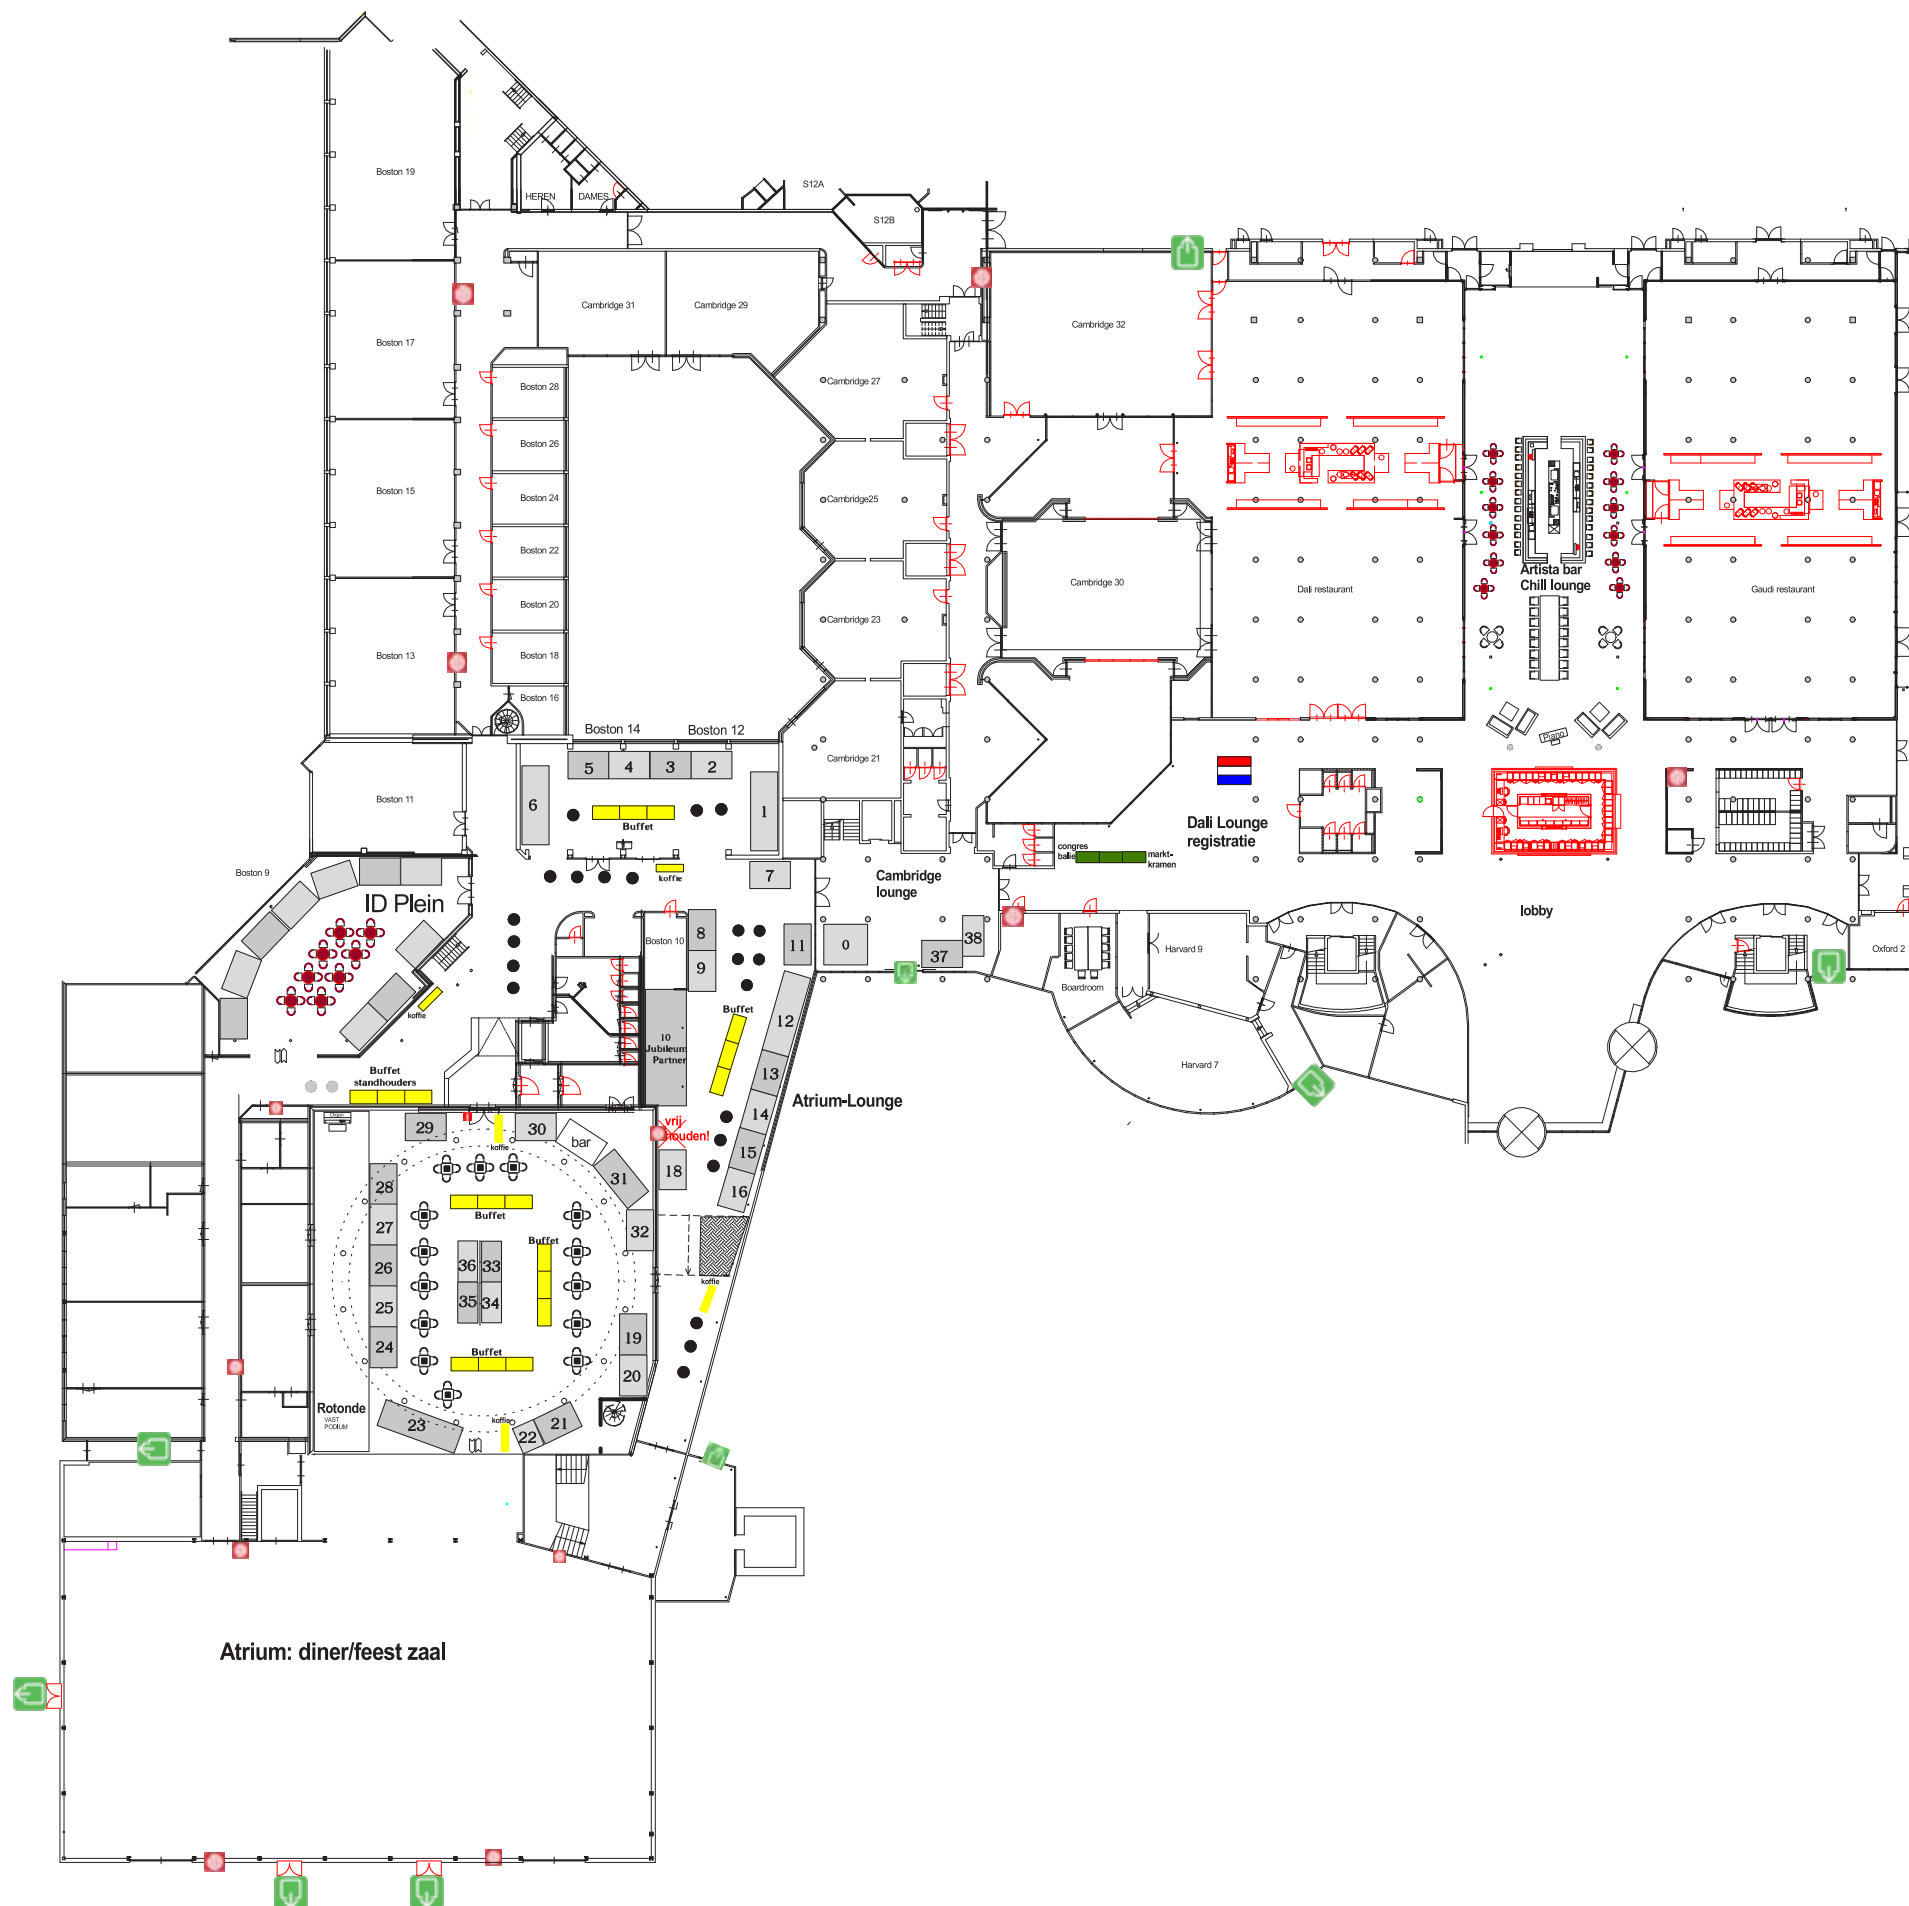 S12A
Boston 19
HEREN
DAMES
S12B
Cambridge 31
Cambridge 29
Cambridge 32
Boston 17
Boston 28
Cambridge 27
Boston 26
Boston 15
Boston 24
Cambridge25
Boston 22
Cambridge 30
Artista bar
Chill lounge
Dali restaurant
Gaudi restaurant
Boston 20
Cambridge 23
Boston 13
Boston 18
Boston 16
Boston 14
Boston 12
Piano
Cambridge 21
5
4
3
2
Boston 11
6
1
Buffet
Dali Lounge
registratie
congres
balie
markt-
kramen
Boston 9
koffie
7
Cambridge
lounge
ID Plein
lobby
Boston 10
8
9
11
0
37
38
Harvard 9
Oxford 2
Boardroom
koffie
Buffet
12
10
Jubileum
Partner
Harvard 7
13
Buffet
standhouders
14
Atrium-Lounge
Orgel
29
30
koffie
bar
vrij
houden!
15
18
31
16
28
Buffet
27
32
Buffet
26
36
33
koffie
25
35
34
24
19
Buffet
20
Rotonde
VAST
PODIUM
23
koffie
22
21
Atrium: diner/feest zaal